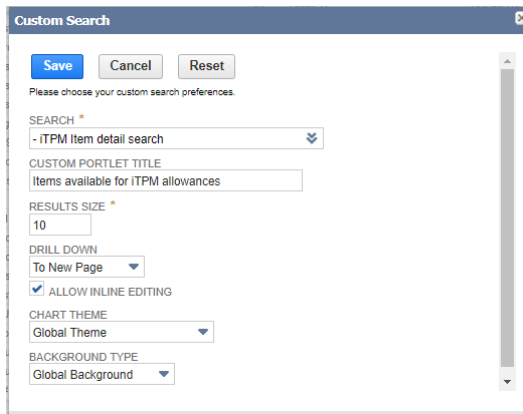 Custom Search
Save Cancel Reset
Please choose your custom search preferences.
SEARCH *
- iTPM Item detail search
CUSTOM PORTLET TITLE
Items available for iTPM allowances
RESULTS SIZE *
10
DRILL DOWN
To New Page
ALLOW INLINE EDITING
CHART THEME
Global Theme
BACKGROUND TYPE
Global Background